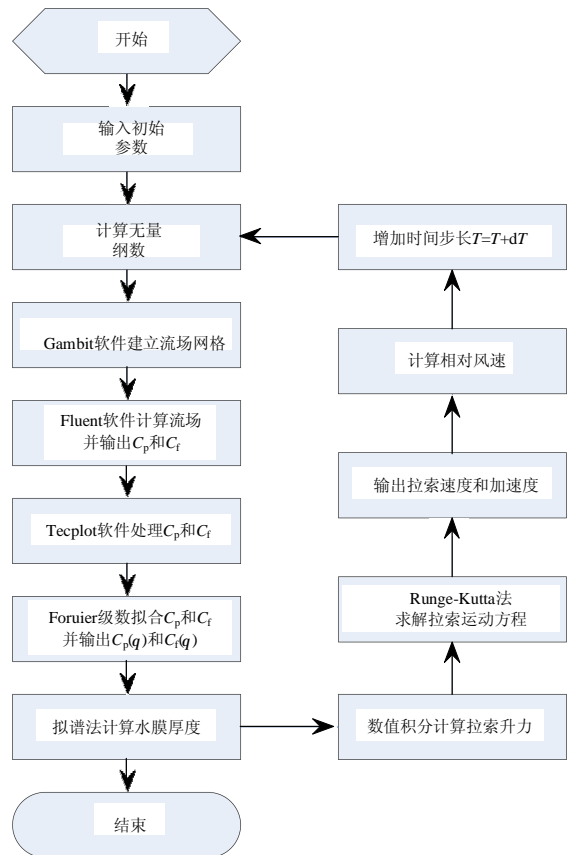 开始
输入初始
参数
计算无量
纲数
Gambit软件建立流场网格
Fluent软件计算流场
并输出Cp和Cf
Tecplot软件处理Cp和Cf
Foruier级数拟合Cp和Cf
并输出Cp(q)和Cf(q)
拟谱法计算水膜厚度
结束
增加时间步长T=T+dT
计算相对风速
输出拉索速度和加速度
Runge-Kutta法
求解拉索运动方程
数值积分计算拉索升力